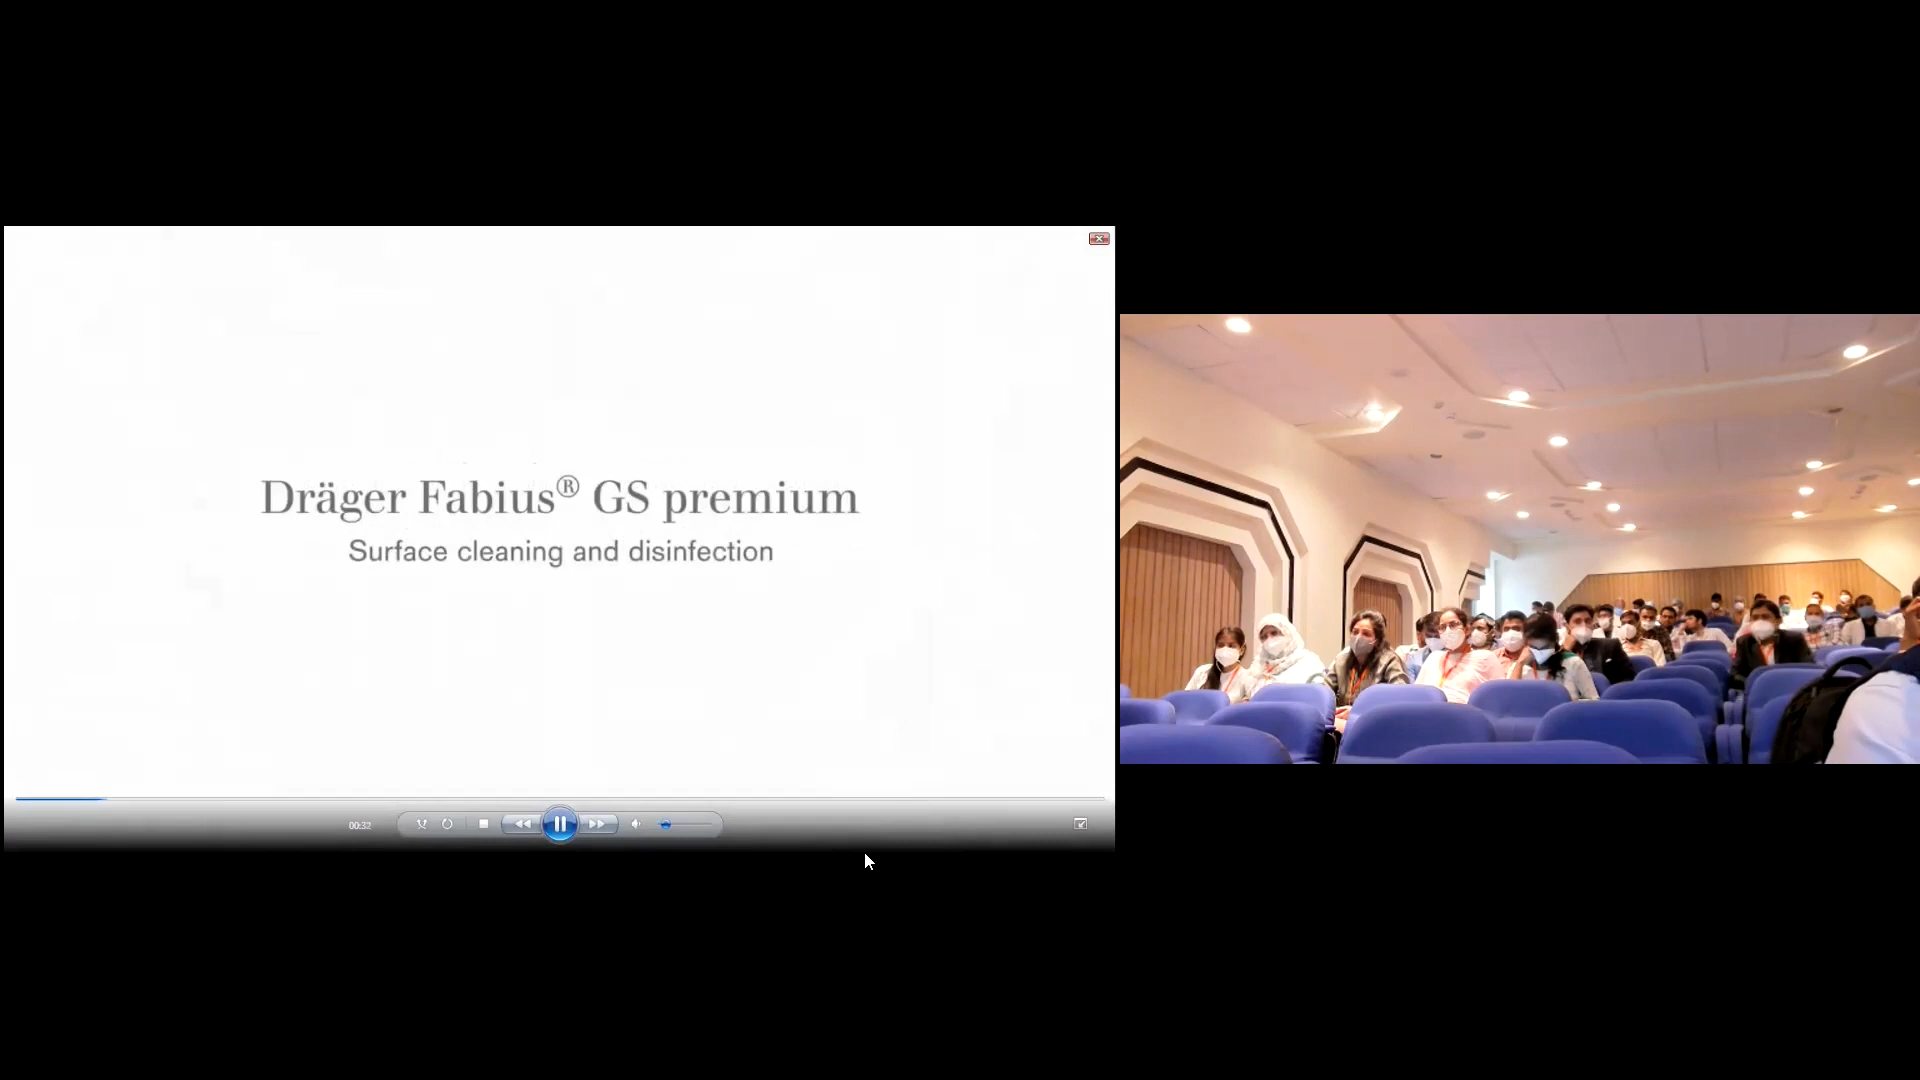 Dräger Fabius® GS premium
Surface cleaning and disinfection
00:32